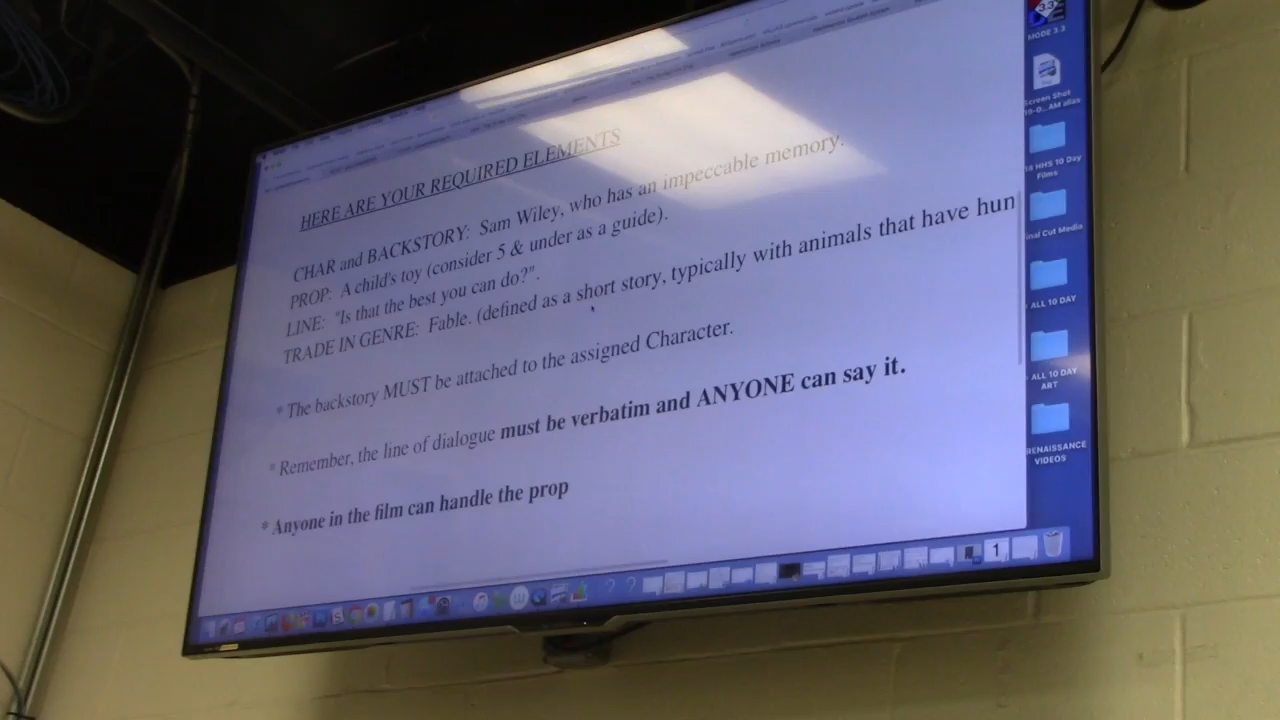 HERE ARE YOUR REQUIRED ELEMENTS
CHAR and BACKSTORY: Sam Wiley, who has an impeccable memory.
PROP: A child's toy (consider 5 & under as a guide).
LINE: "Is that the best you can do?".
TRADE IN GENRE: Fable. (defined as a short story, typically with animals that have hun
* The backstory MUST be attached to the assigned Character.
* Remember, the line of dialogue must be verbatim and ANYONE can say it.
* Anyone in the film can handle the prop
3.3
MODE 3.3
Screen Shot
AM alias
HHS 10 Day
Films
inal Cut Media
ALL 10 DAY
ALL 10 DAY
ART
RENAISSANCE
VIDEOS
1